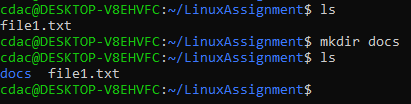 cdac@DESKTOP-V8EHVFC:~/LinuxAssignment$ ls
file1.txt
cdac@DESKTOP-V8EHVFC:~/LinuxAssignment$ mkdir docs
cdac@DESKTOP-V8EHVFC:~/LinuxAssignment$ ls
docs  file1.txt
cdac@DESKTOP-V8EHVFC:~/LinuxAssignment$